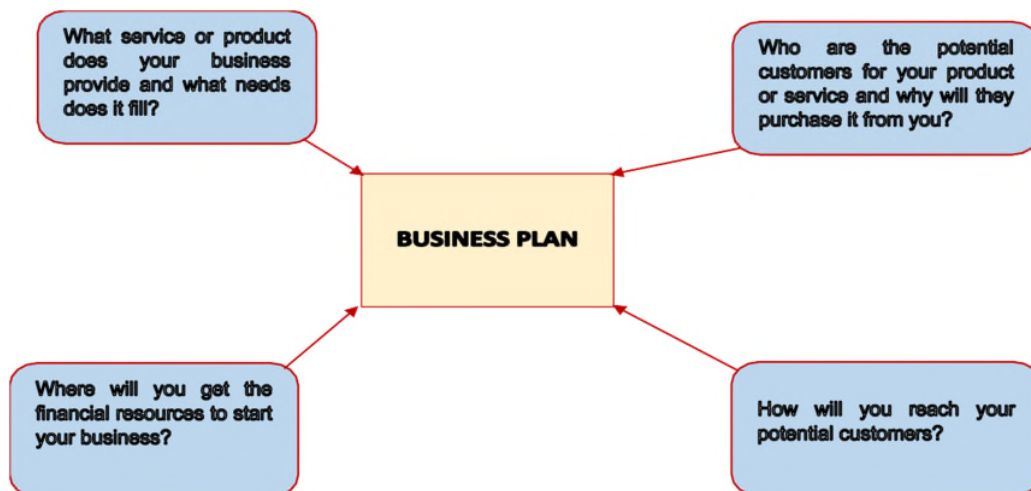 What service or product
does your business
provide and what needs
does it fill?
Who are the potential
customers for your product
or service and why will they
purchase it from you?
BUSINESS PLAN
Where will you get the
financial resources to start
your business?
How will you reach your
potential customers?